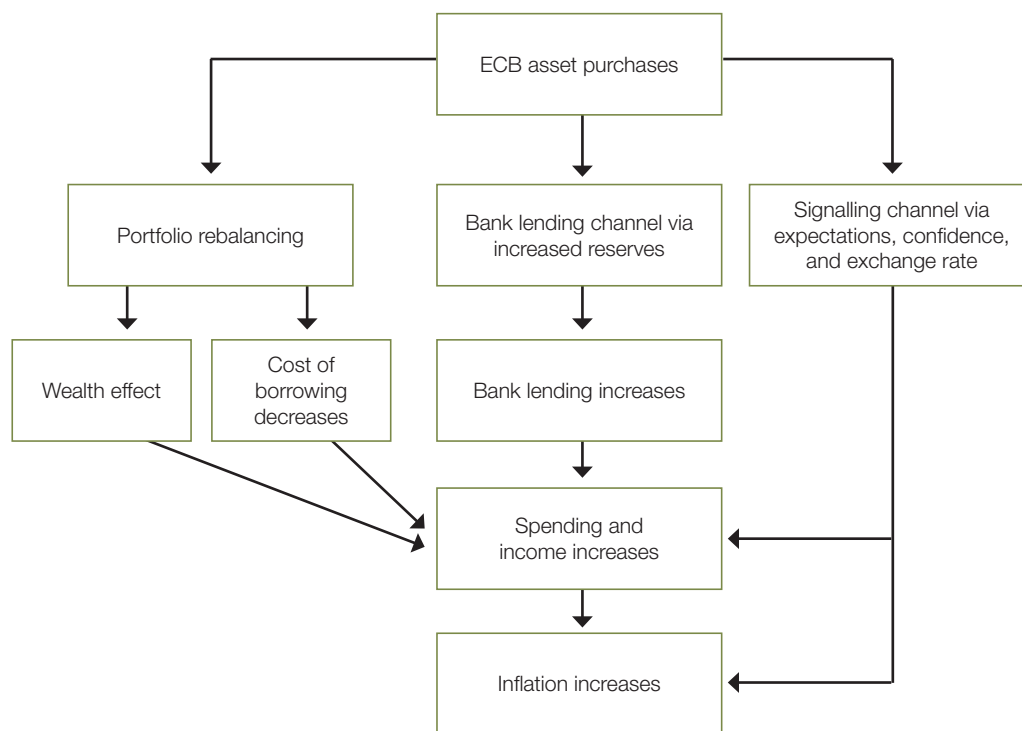 ECB asset purchases
Portfolio rebalancing
Bank lending channel via
increased reserves
Signalling channel via
expectations, confidence,
and exchange rate
Wealth effect
Cost of
borrowing
decreases
Bank lending increases
Spending and
income increases
Inflation increases